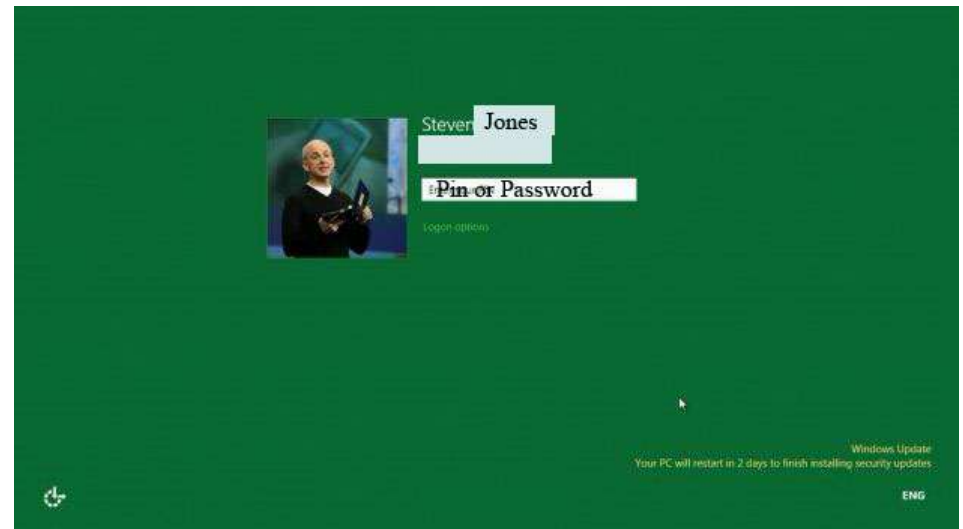 Steven Jones
Pin or Password
Logon options
Windows Update
Your PC will restart in 2 days to finish installing security updates
ENG